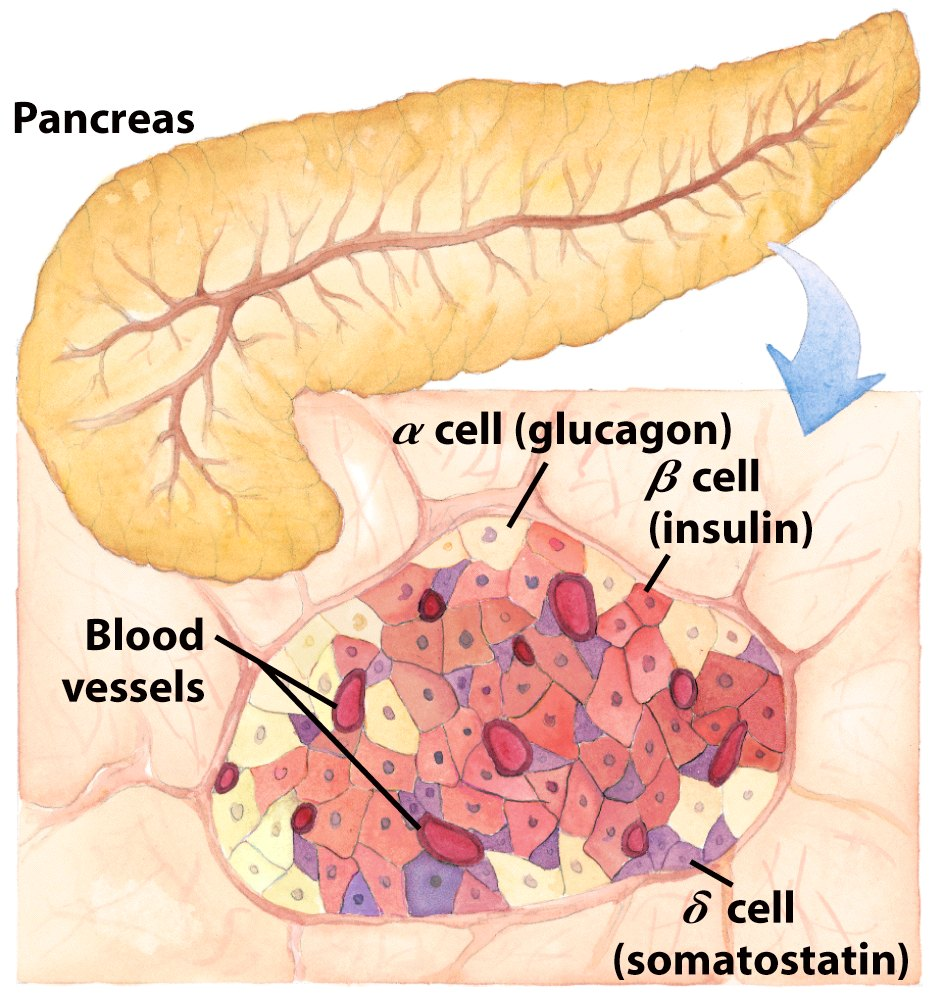 Pancreas
α cell (glucagon)
β cell
(insulin)
Blood
vessels
δ cell
(somatostatin)